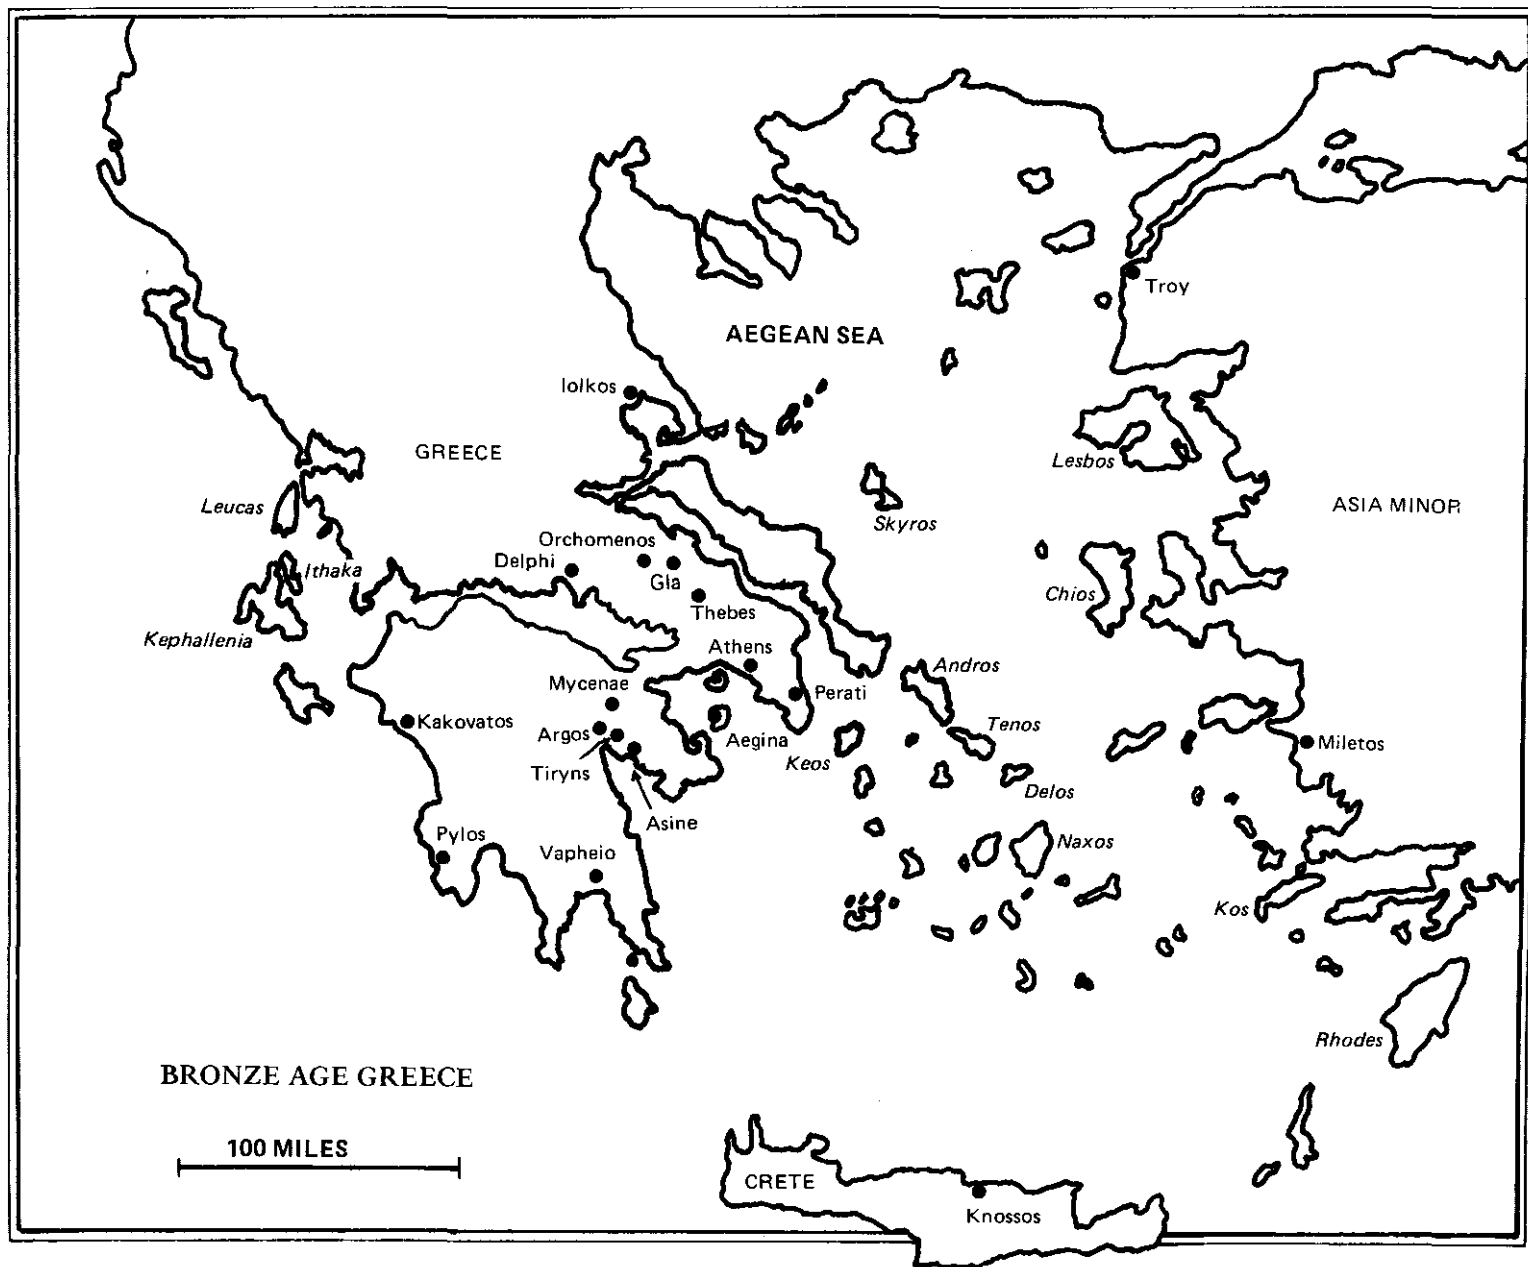 Troy
AEGEAN SEA
Iolkos
GREECE
Lesbos
Leucas
ASIA MINOR
Skyros
Orchomenos
Delphi
Ithaka
Gla
Chios
Thebes
Kephallenia
Athens
Andros
Mycenae
Perati
Kakovatos
Tenos
Argos
Aegina
Miletos
Keos
Tiryns
Delos
Asine
Pylos
Naxos
Vapheio
Kos
Rhodes
BRONZE AGE GREECE
100 MILES
CRETE
Knossos